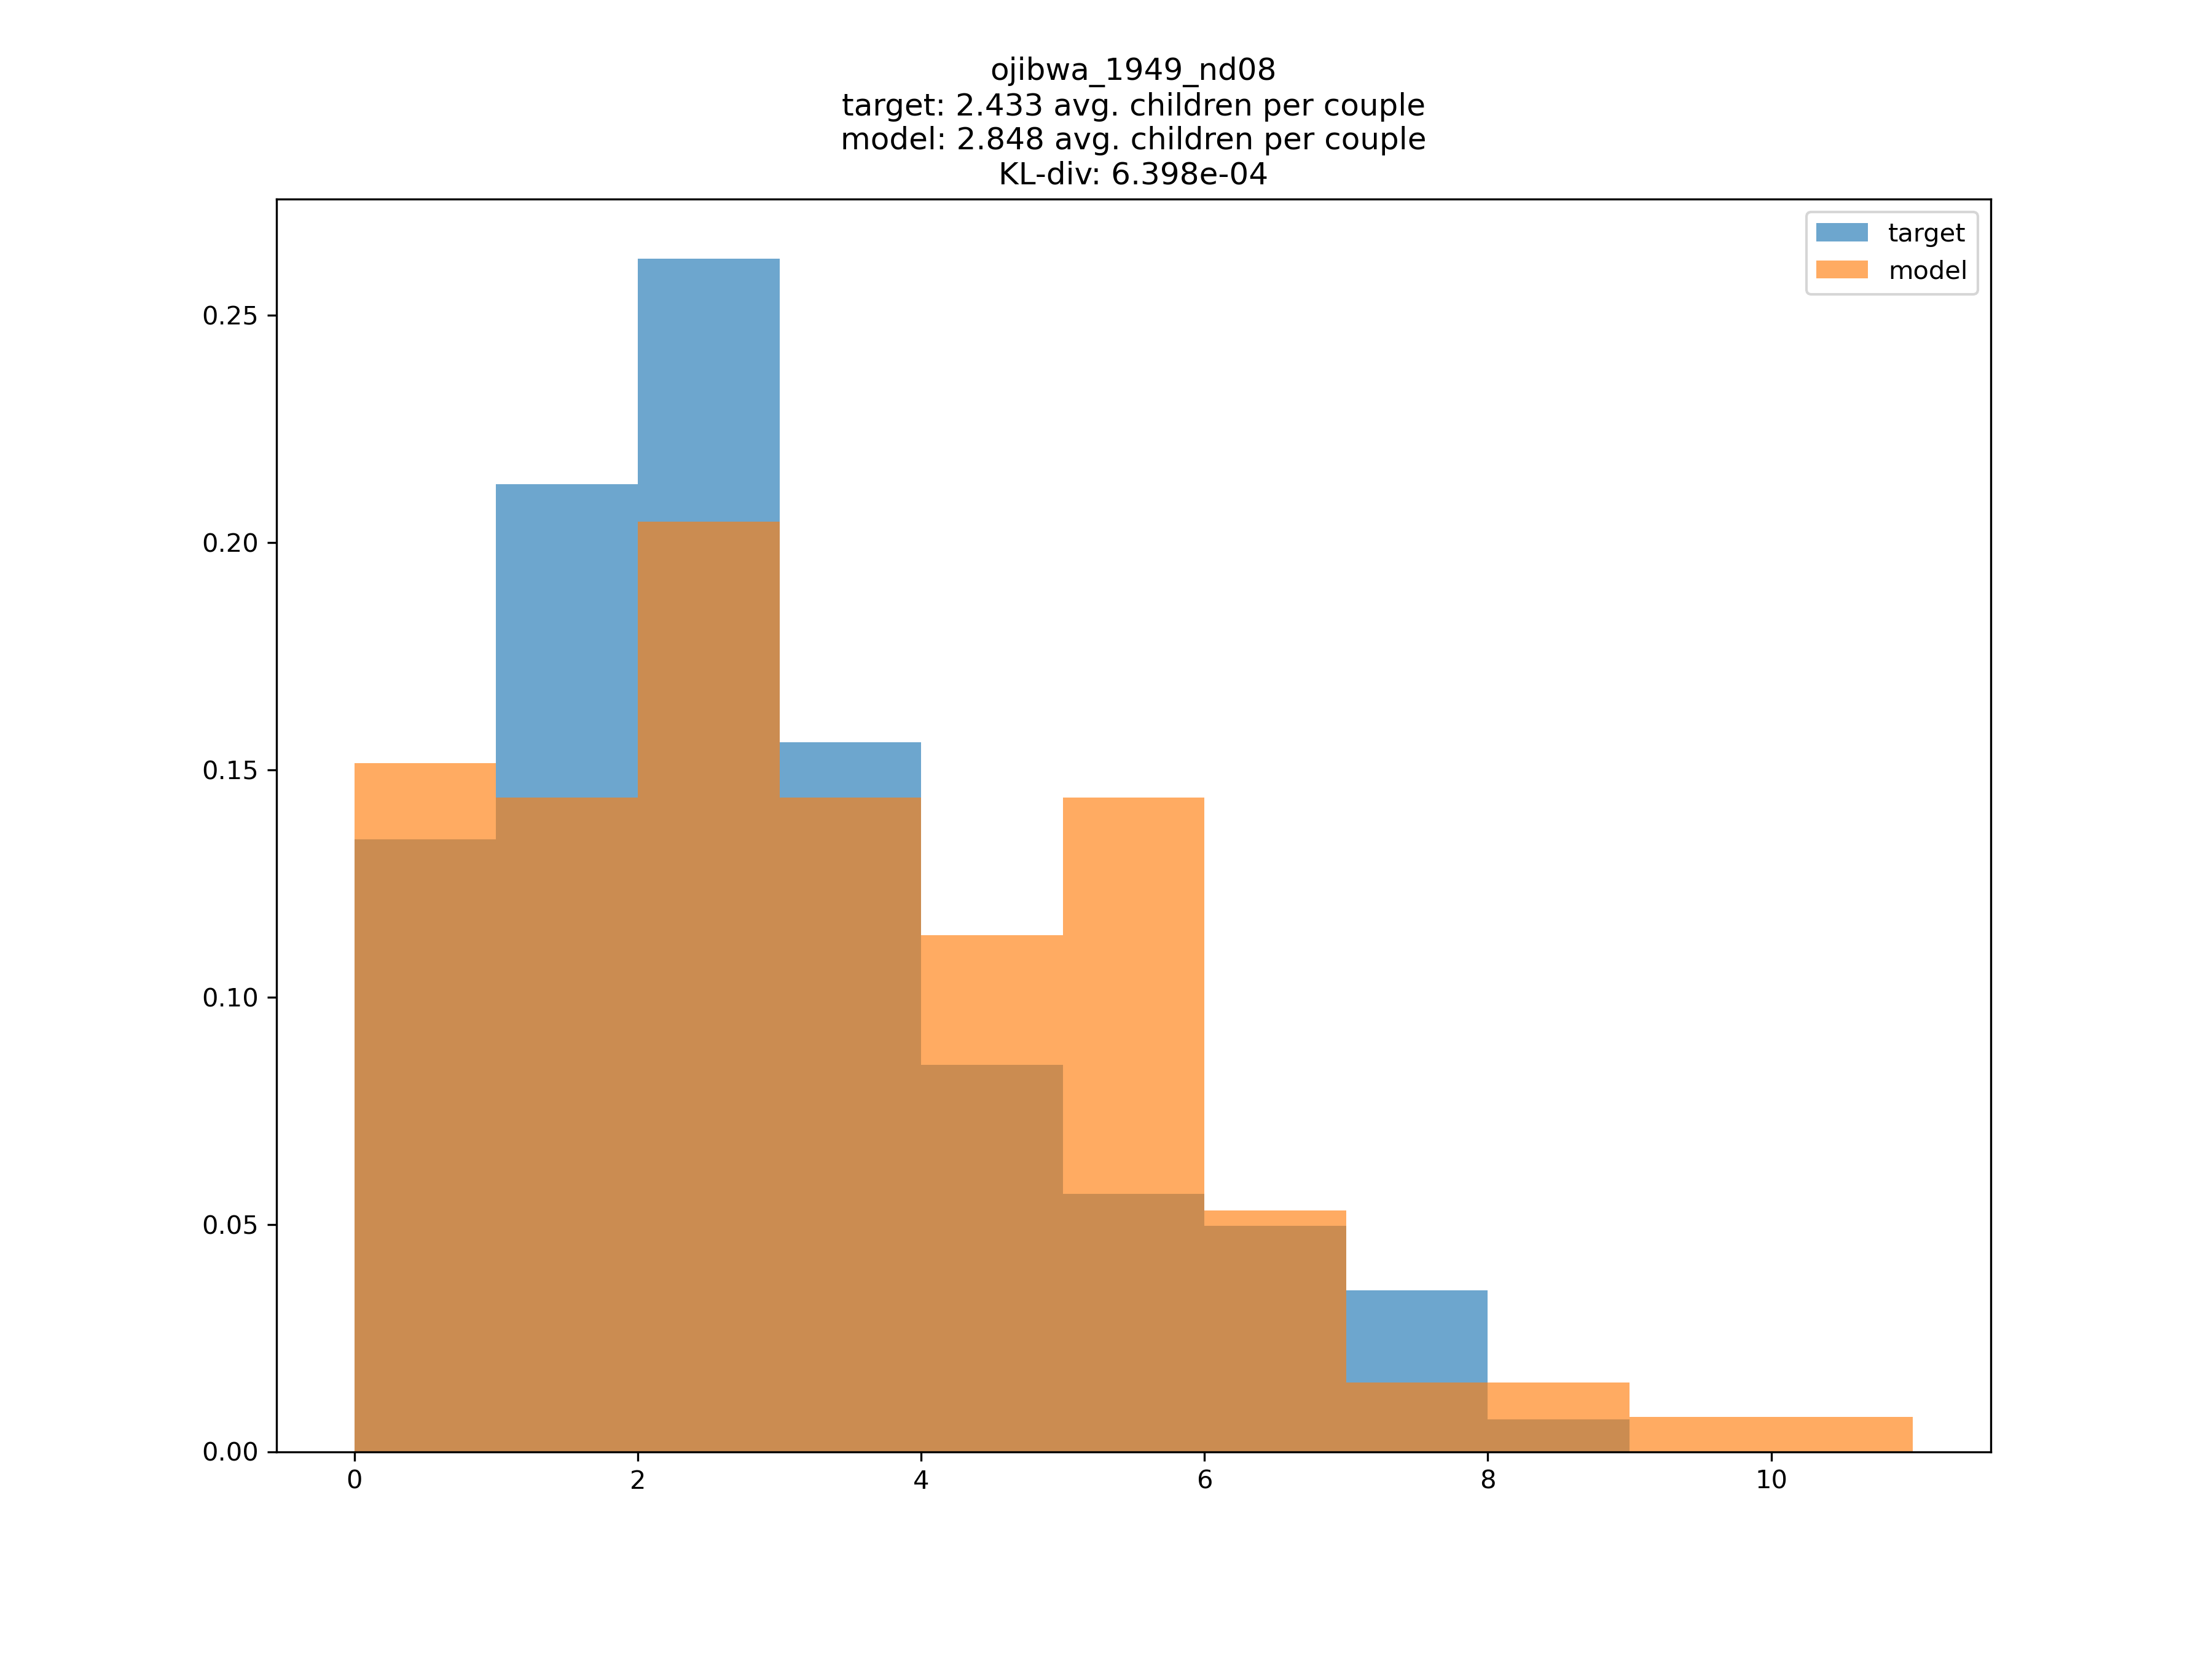 ojibwa_1949_nd08
target: 2.433 avg. children per couple
model: 2.848 avg. children per couple
KL-div: 6.398e-04
target
model
0.25
0.20
0.15
0.10
0.05
0.00
0 2 4 6 8 10